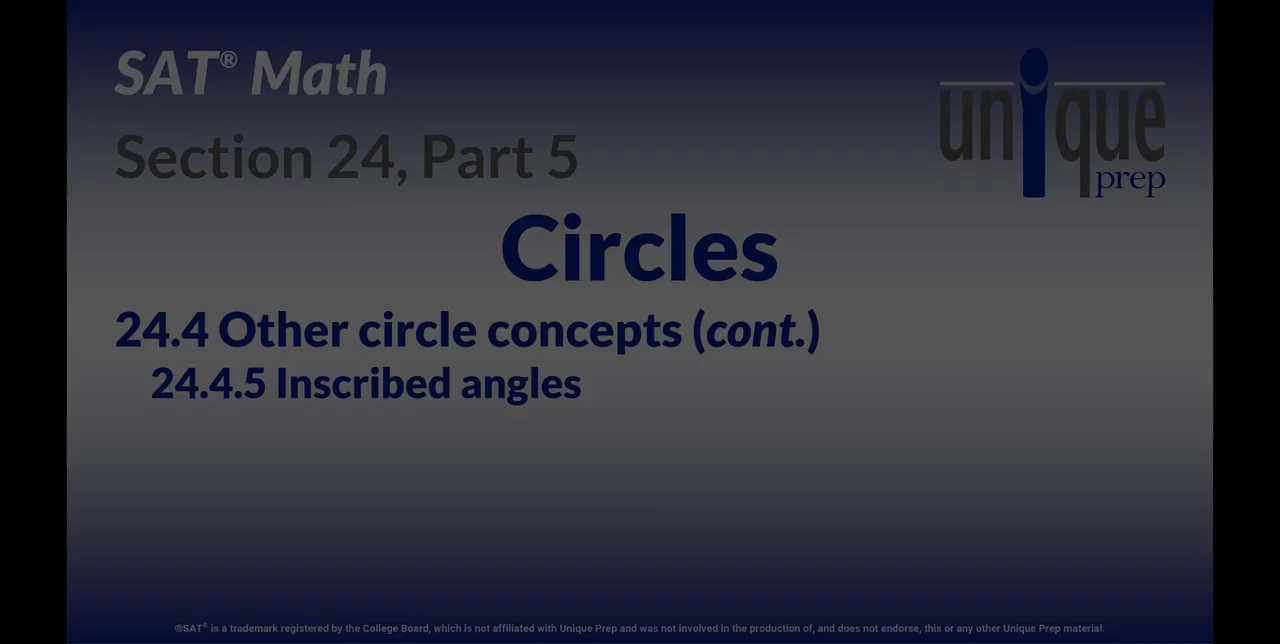 SAT® Math
unique
prep
Section 24, Part 5
Circles
24.4 Other circle concepts (cont.)
24.4.5 Inscribed angles
®SAT® is a trademark registered by the College Board, which is not affiliated with Unique Prep and was not involved in the production of, and does not endorse, this or any other Unique Prep material.